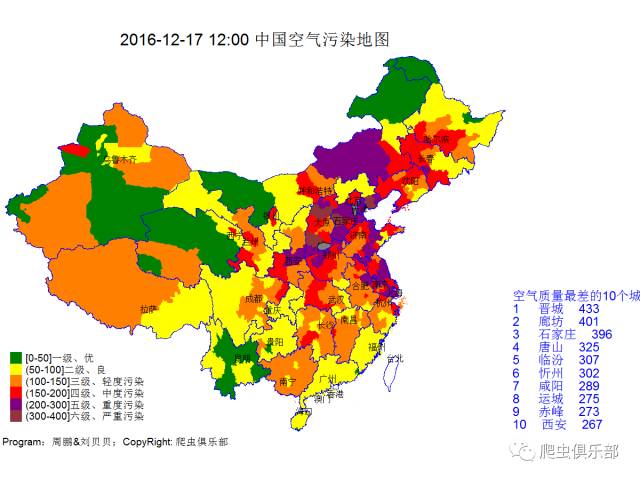 2016-12-17 12:00 中国空气污染地图
哈尔滨
长春
乌鲁木齐
沈阳
呼和浩特
北京
银川
太原
石家庄
济南
西宁
兰州
西安
郑州
合肥
南京
上海
拉萨
成都
武汉
杭州
重庆
长沙
南昌
贵阳
福州
昆明
台北
南宁
广州
香港
澳门
海口
空气质量最差的10个城
1 晋城 433
2 廊坊 401
3 石家庄 396
4 唐山 325
5 临汾 307
6 忻州 302
7 咸阳 289
8 运城 275
9 赤峰 273
10 西安 267
[0-50]一级、优
(50-100]二级、良
(100-150]三级、轻度污染
(150-200]四级、中度污染
(200-300]五级、重度污染
(300-400]六级、严重污染
Program：周鹏&刘贝贝；CopyRight: 爬虫俱乐部
爬虫俱乐部